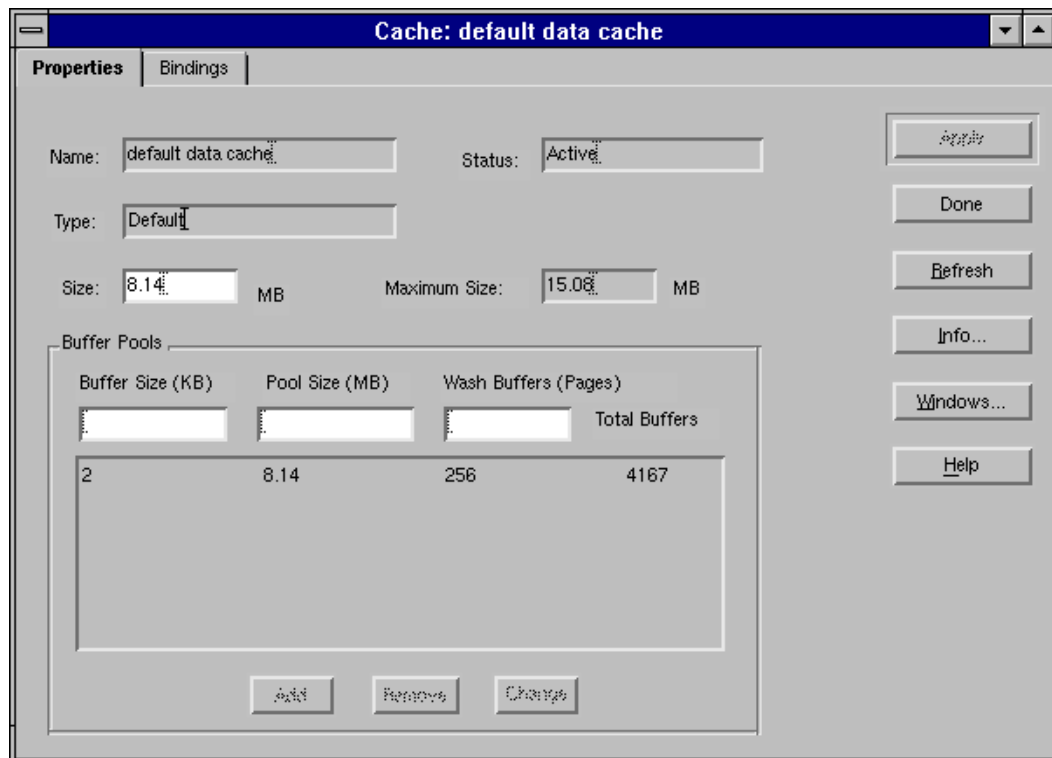 Cache: default data cache
Properties Bindings
Name: default data cache Status: Active Apply
Type: Default Done
Size: 8.14 MB Maximum Size: 15.08 MB Refresh
Buffer Pools Info...
Buffer Size (KB) Pool Size (MB) Wash Buffers (Pages)
Total Buffers Windows...
2 8.14 256 4167 Help
Add Remove Change